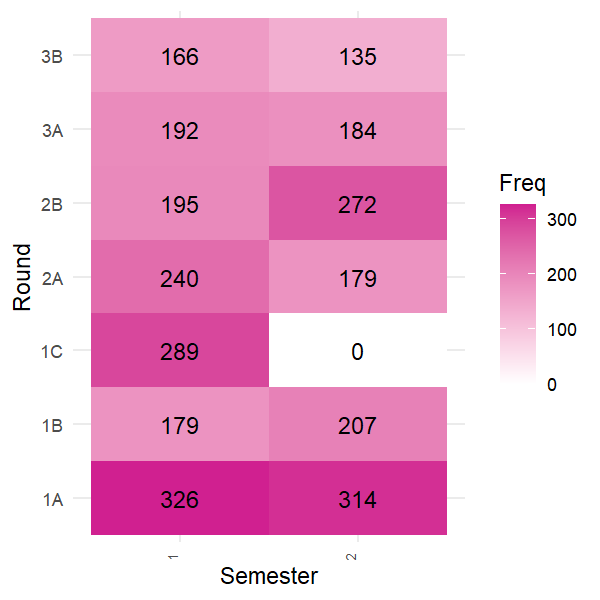 3B 166 135
3A 192 184
2B 195 272
2A 240 179
1C 289 0
1B 179 207
1A 326 314
1 2
Semester
Round
Freq
300
200
100
0